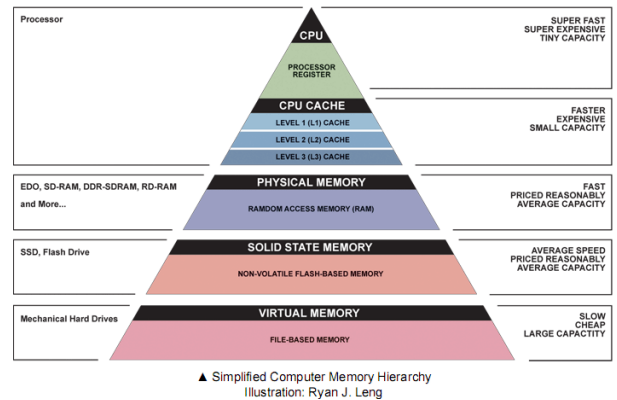 Processor
CPU
SUPER FAST
SUPER EXPENSIVE
TINY CAPACITY
PROCESSOR
REGISTER
CPU CACHE
LEVEL 1 (L1) CACHE
LEVEL 2 (L2) CACHE
LEVEL 3 (L3) CACHE
FASTER
EXPENSIVE
SMALL CAPACITY
EDO, SD-RAM, DDR-SDRAM, RD-RAM
and More...
PHYSICAL MEMORY
RAMDOM ACCESS MEMORY (RAM)
FAST
PRICED REASONABLY
AVERAGE CAPACITY
SSD, Flash Drive
SOLID STATE MEMORY
NON-VOLATILE FLASH-BASED MEMORY
AVERAGE SPEED
PRICED REASONABLY
AVERAGE CAPACITY
Mechanical Hard Drives
VIRTUAL MEMORY
FILE-BASED MEMORY
SLOW
CHEAP
LARGE CAPACTITY
▲ Simplified Computer Memory Hierarchy
Illustration: Ryan J. Leng